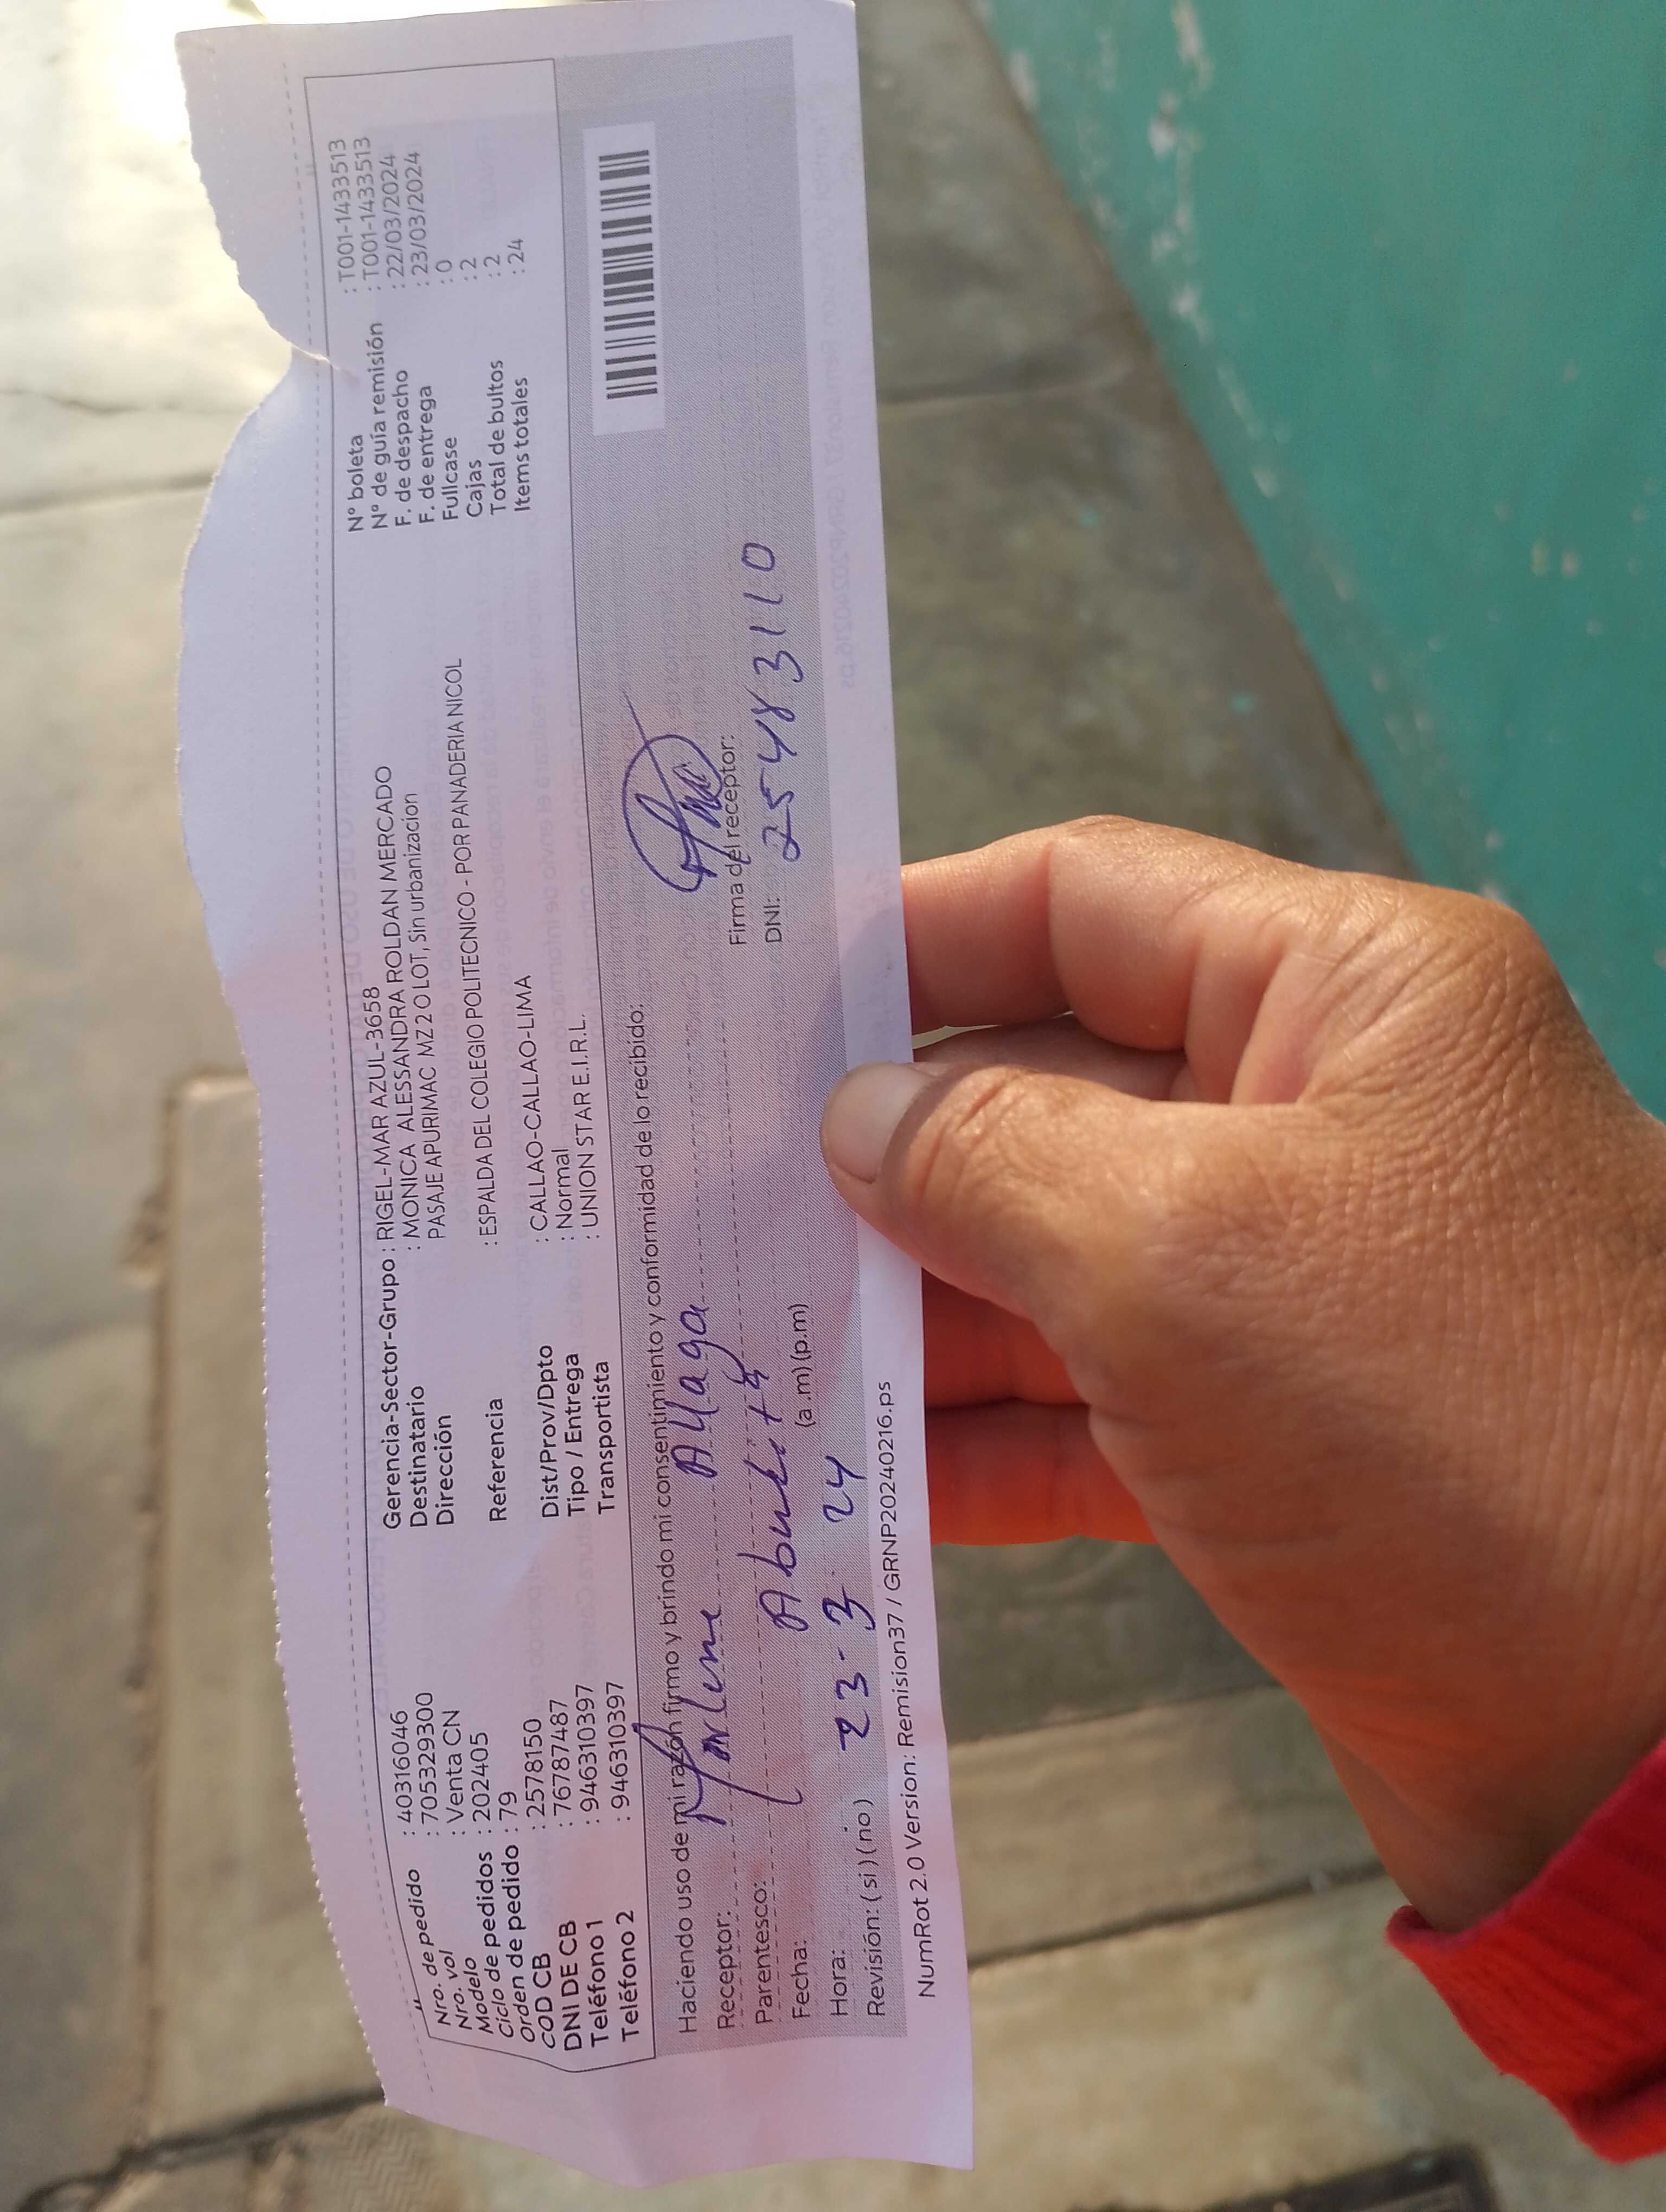 Nro. de pedido : 40316046
Nro. vol : 705329300
Modelo : Venta CN
Ciclo de pedidos : 202405
Orden de pedido : 79
COD CB : 2578150
DNI DE CB : 76787487
Teléfono 1 : 946310397
Teléfono 2 : 946310397
Gerencia-Sector-Grupo : RIGEL-MAR AZUL-3658
Destinatario : MONICA ALESSANDRA ROLDAN MERCADO
Dirección PASAJE APURIMAC MZ 2 O LOT, Sin urbanizacion
Referencia : ESPALDA DEL COLEGIO POLITECNICO - POR PANADERIA NICOL
Dist/Prov/Dpto : CALLAO-CALLAO-LIMA
Tipo / Entrega : Normal
Transportista : UNION STAR E.I.R.L.
N° boleta : T001-1433513
N° de guía remisión : T001-1433513
F. de despacho : 22/03/2024
F. de entrega : 23/03/2024
Fullcase : 0
Cajas : 2
Total de bultos : 2
Items totales : 24
Haciendo uso de mi razón firmo y brindo mi consentimiento y conformidad de lo recibido:
Receptor: Marlene Allaga
Parentesco: Abuelita
Fecha: 23-3-24
Hora: (a.m) (p.m)
Revisión: (si) (no)
Firma del receptor:
DNI: 25483110
NumRot 2.0 Version: Remision37 / GRNP20240216.ps